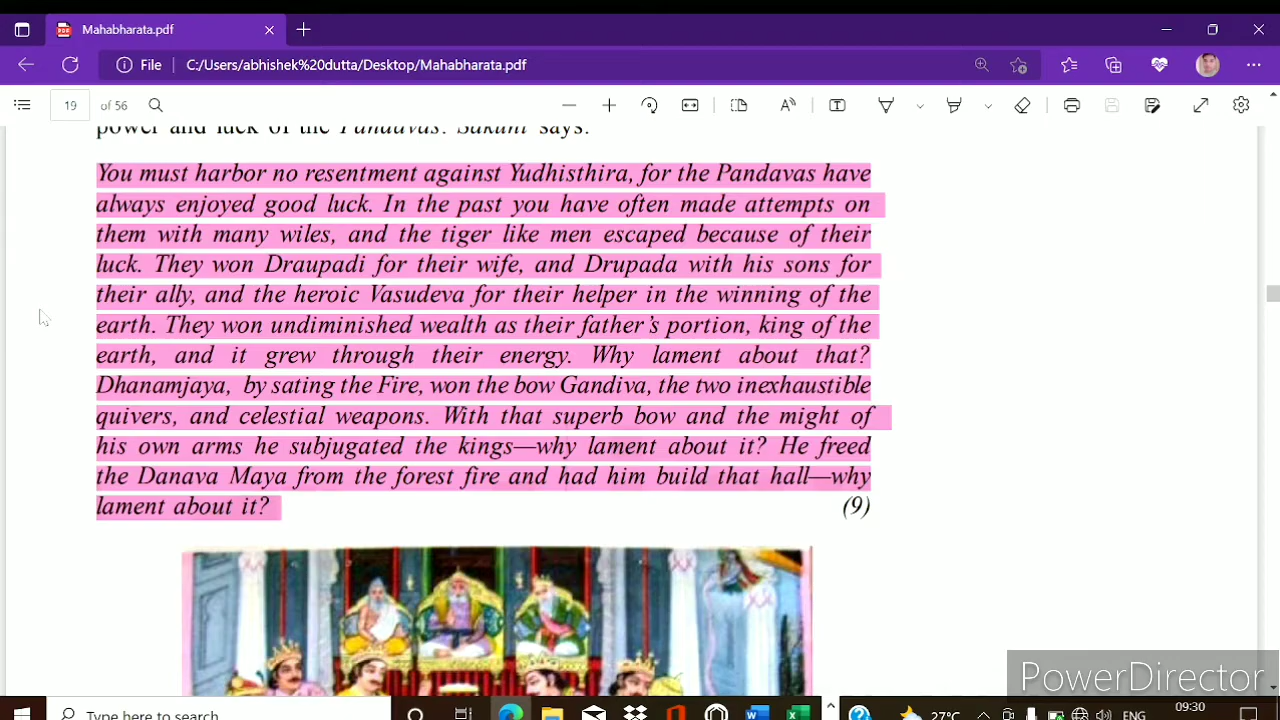 Mahabharata.pdf
File
C:/Users/abhishek%20dutta/Desktop/Mahabharata.pdf
19 of 56
power and luck of the Pandavas. Sakuni says:
You must harbor no resentment against Yudhisthira, for the Pandavas have
always enjoyed good luck. In the past you have often made attempts on
them with many wiles, and the tiger like men escaped because of their
luck. They won Draupadi for their wife, and Drupada with his sons for
their ally, and the heroic Vasudeva for their helper in the winning of the
earth. They won undiminished wealth as their father's portion, king of the
earth, and it grew through their energy. Why lament about that?
Dhanamjaya, by sating the Fire, won the bow Gandiva, the two inexhaustible
quivers, and celestial weapons. With that superb bow and the might of
his own arms he subjugated the kings—why lament about it? He freed
the Danava Maya from the forest fire and had him build that hall—why
lament about it? (9)
PowerDirector
Type here to search
27°C
ENG
09:30